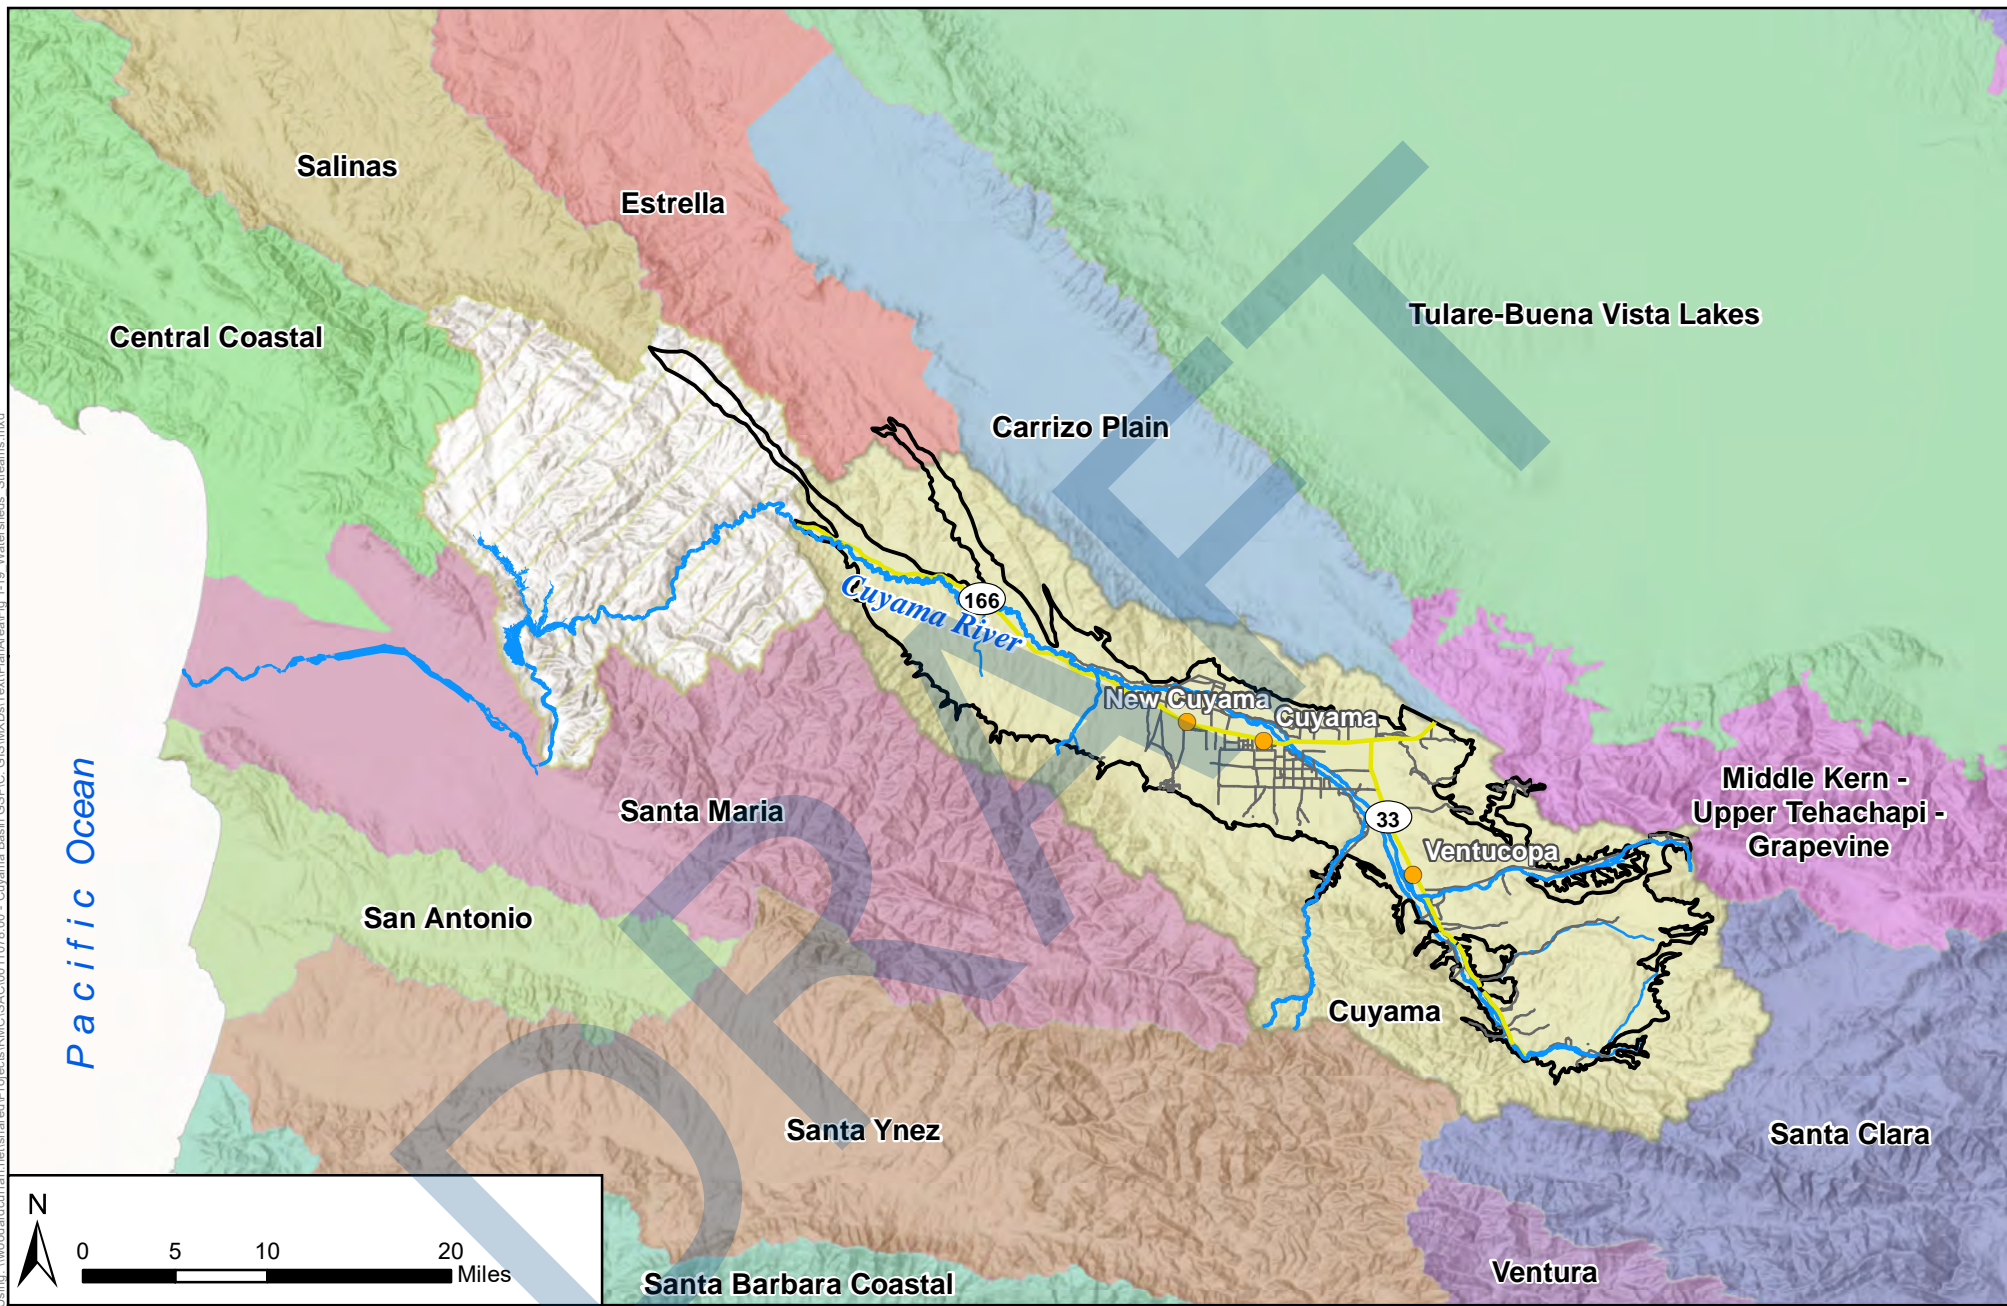 Salinas
Estrella
Central Coastal
Tulare-Buena Vista Lakes
Carrizo Plain
166
Cuyama River
New Cuyama
Cuyama
33
Ventucopa
Middle Kern -
Upper Tehachapi -
Grapevine
Santa Maria
San Antonio
Pacific Ocean
Cuyama
Santa Ynez
Santa Clara
Santa Barbara Coastal
Ventura
DRAFT
N
0 5 10 20
Miles